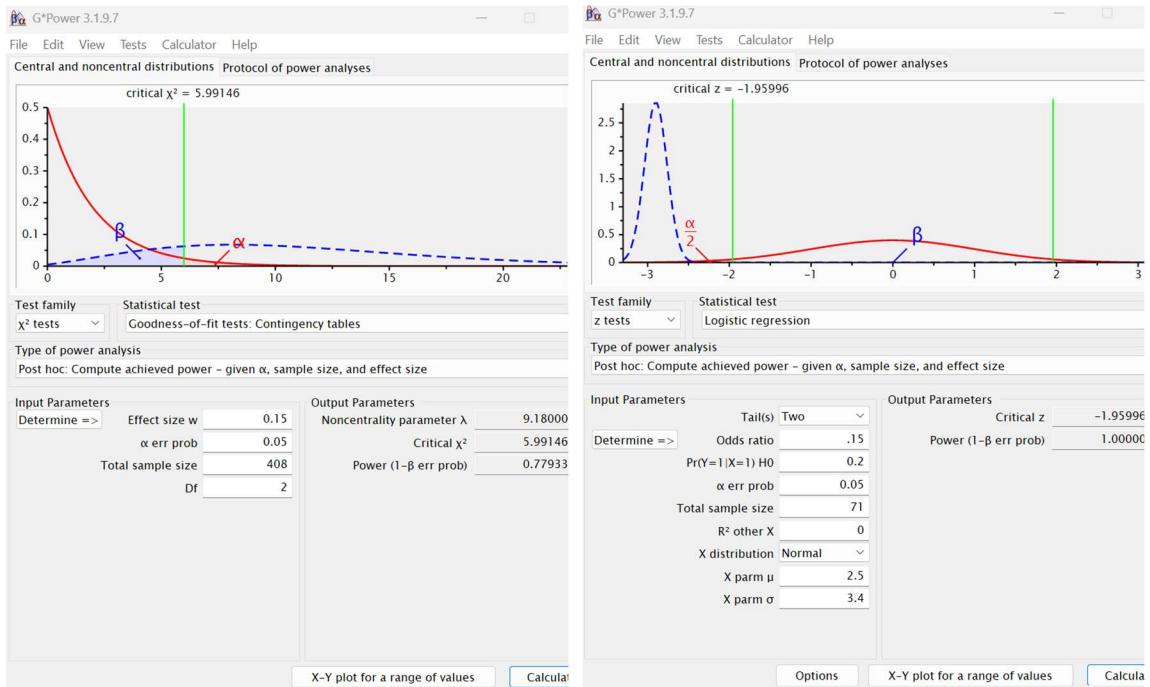 G*Power 3.1.9.7
File Edit View Tests Calculator Help
Central and noncentral distributions Protocol of power analyses
critical χ² = 5.99146
0.5
0.4
0.3
0.2
0.1
0
β
α
0 5 10 15 20
Test family Statistical test
χ² tests Goodness-of-fit tests: Contingency tables
Type of power analysis
Post hoc: Compute achieved power - given α, sample size, and effect size
Input Parameters Output Parameters
Determine => Effect size w 0.15 Noncentrality parameter λ 9.18000
α err prob 0.05 Critical χ² 5.99146
Total sample size 408 Power (1-β err prob) 0.77933
Df 2
X-Y plot for a range of values Calculat
G*Power 3.1.9.7
File Edit View Tests Calculator Help
Central and noncentral distributions Protocol of power analyses
critical z = -1.95996
2.5
2
1.5
1
0.5
0
α
2
β
-3 -2 -1 0 1 2 3
Test family Statistical test
z tests Logistic regression
Type of power analysis
Post hoc: Compute achieved power - given α, sample size, and effect size
Input Parameters Output Parameters
Tail(s) Two Critical z -1.95996
Determine => Odds ratio .15 Power (1-β err prob) 1.00000
Pr(Y=1|X=1) H0 0.2
α err prob 0.05
Total sample size 71
R² other X 0
X distribution Normal
X parm μ 2.5
X parm σ 3.4
Options X-Y plot for a range of values Calcula